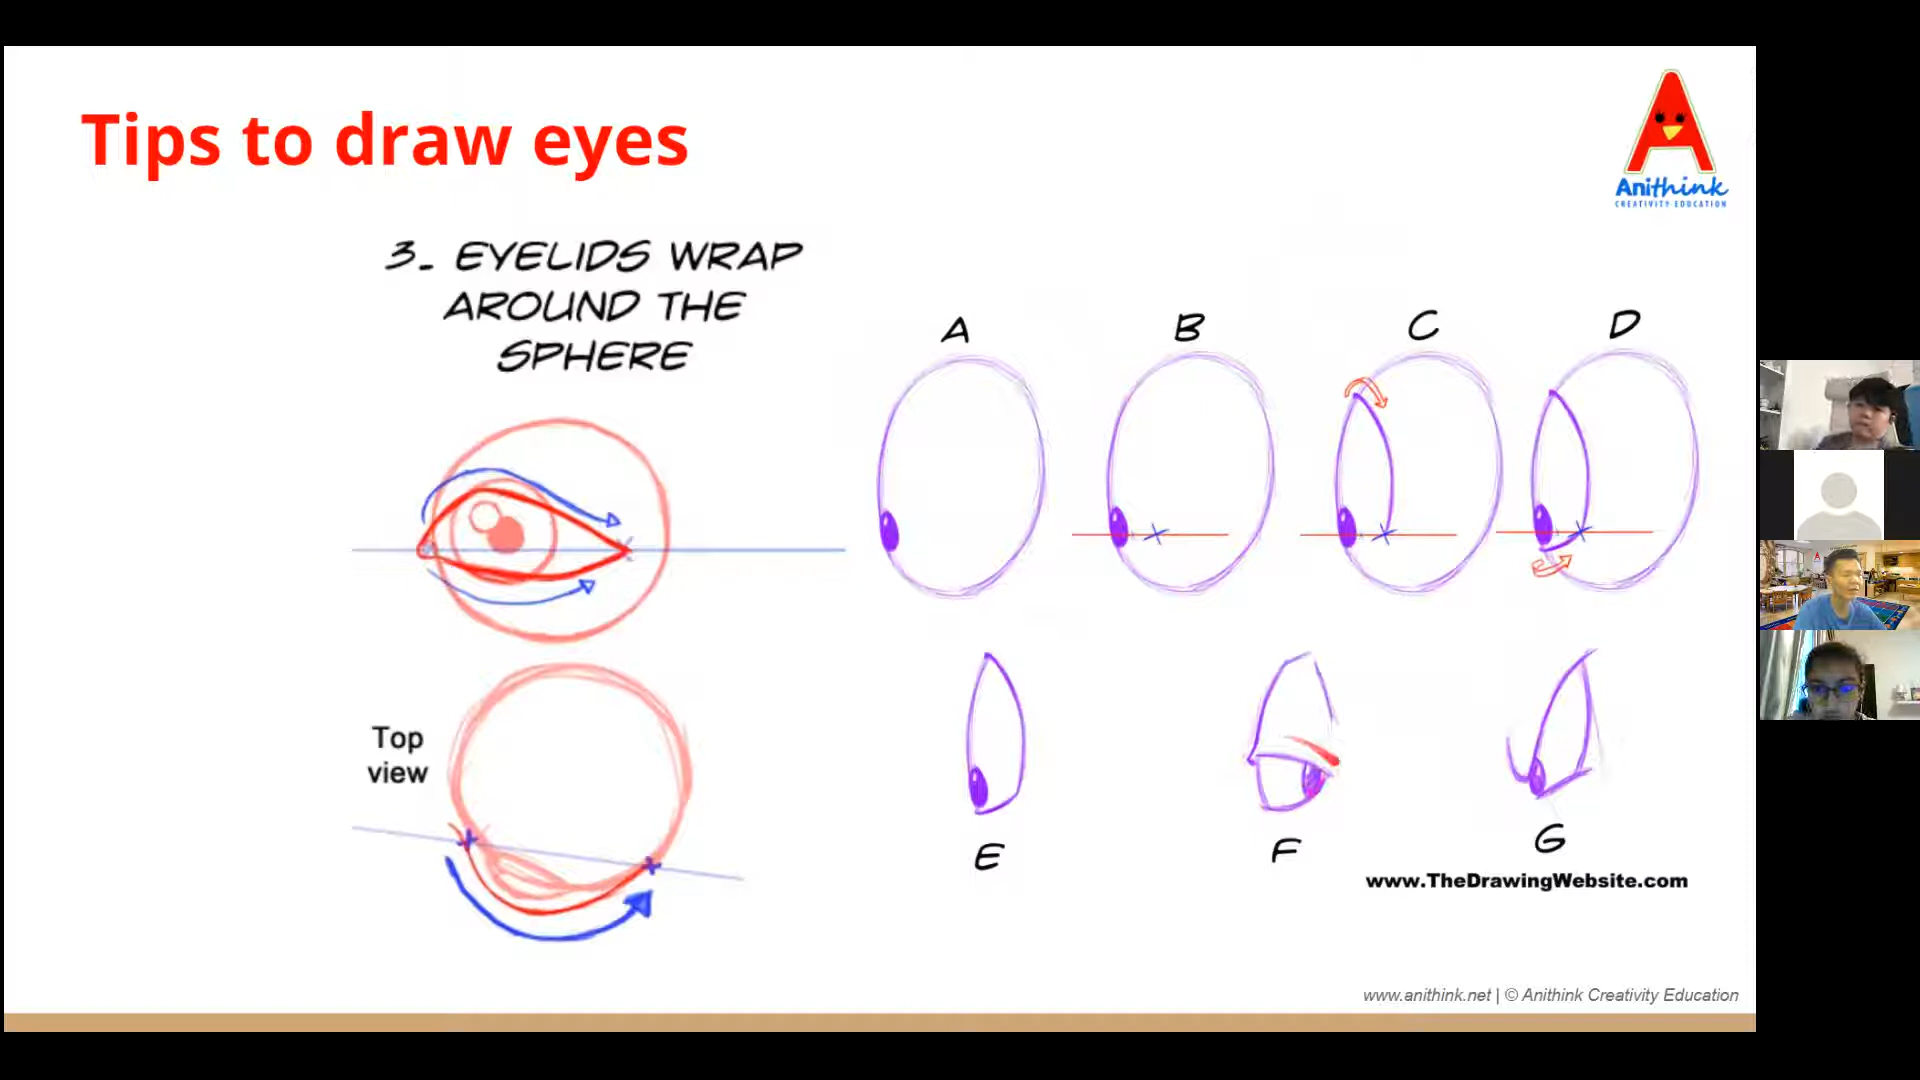 Tips to draw eyes
Anithink
CREATIVITY EDUCATION
3- EYELIDS WRAP
AROUND THE
SPHERE
A
B
C
D
Top
view
E
F
G
www.TheDrawingWebsite.com
www.anithink.net | © Anithink Creativity Education